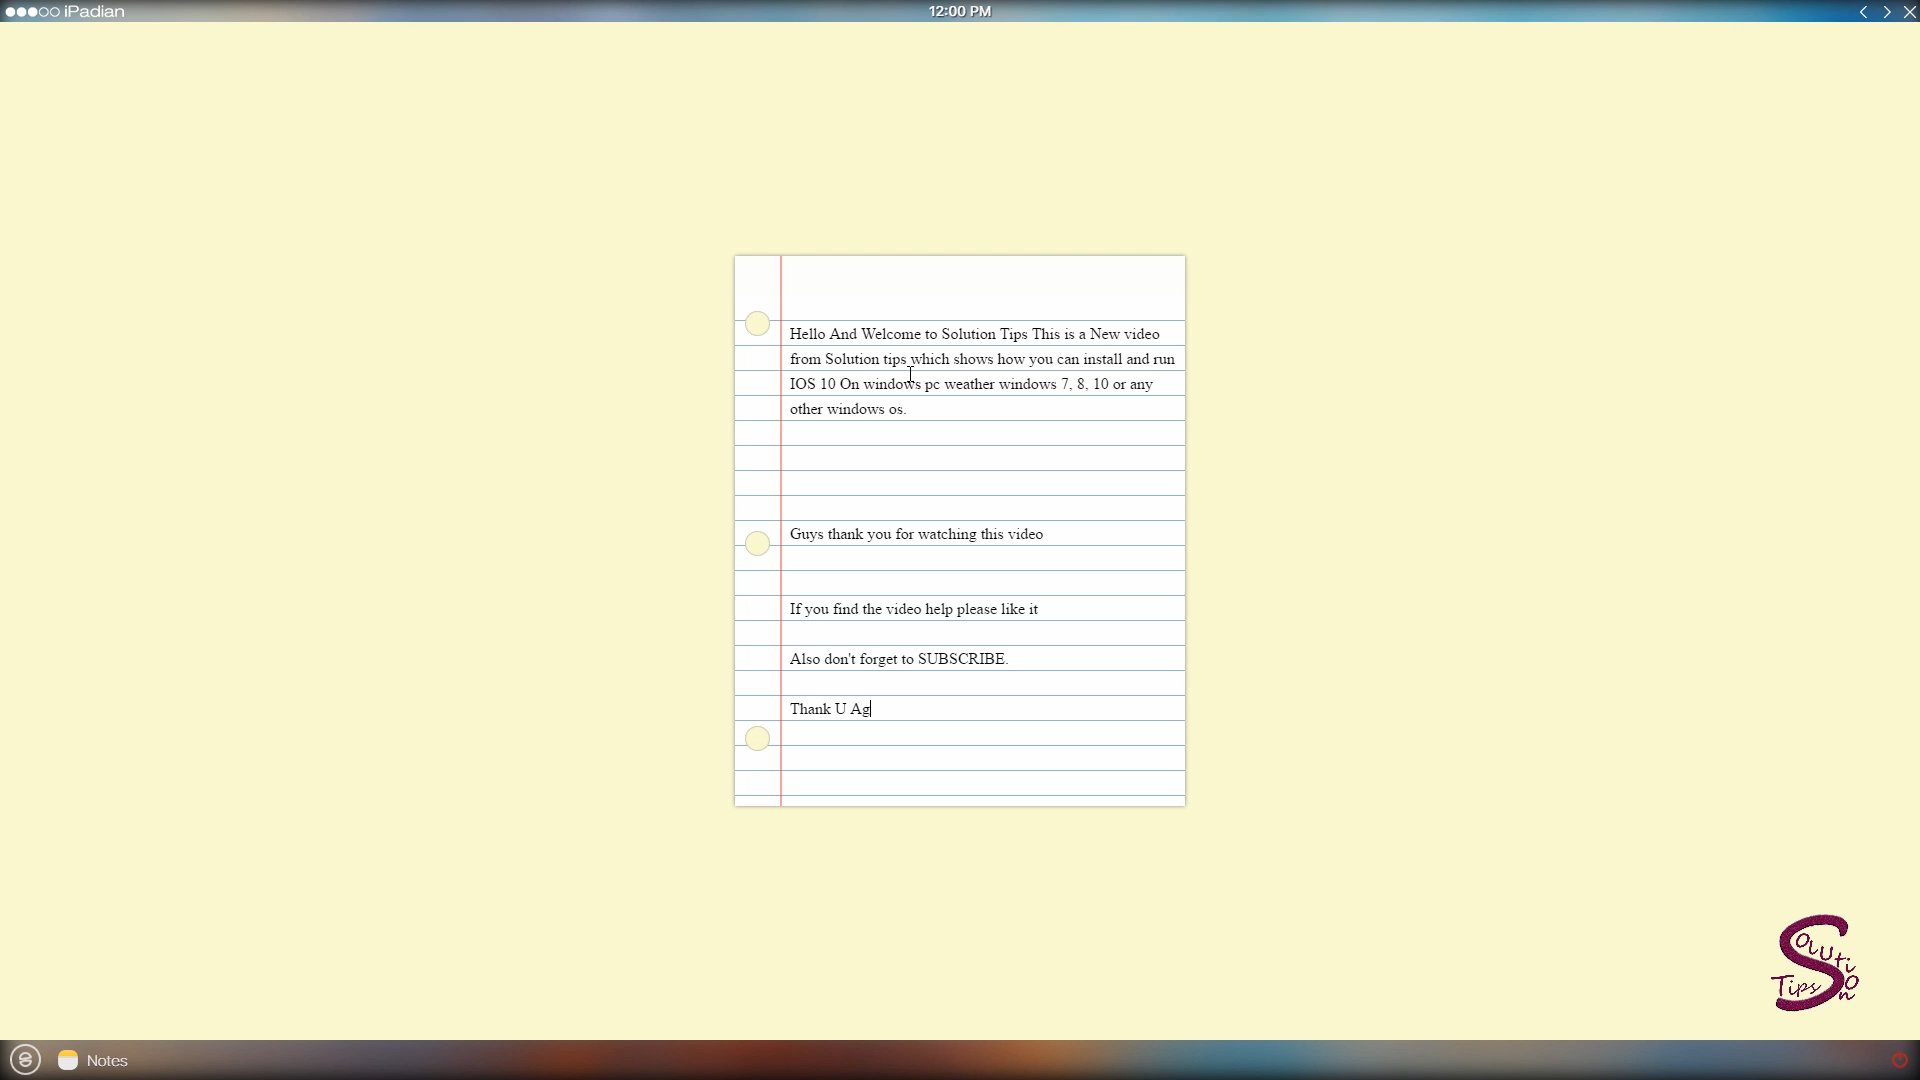 iPadian
12:00 PM
Hello And Welcome to Solution Tips This is a New video
from Solution tips which shows how you can install and run
IOS 10 On windows pc weather windows 7, 8, 10 or any
other windows os.
Guys thank you for watching this video
If you find the video help please like it
Also don't forget to SUBSCRIBE.
Thank U Ag
Solution
Tips
Notes